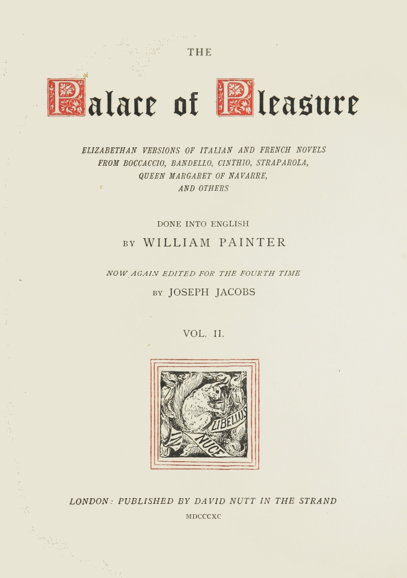 THE
Palace of Pleasure
ELIZABETHAN VERSIONS OF ITALIAN AND FRENCH NOVELS
FROM BOCCACCIO, BANDELLO, CINTHIO, STRAPAROLA,
QUEEN MARGARET OF NAVARRE,
AND OTHERS
DONE INTO ENGLISH
BY WILLIAM PAINTER
NOW AGAIN EDITED FOR THE FOURTH TIME
BY JOSEPH JACOBS
VOL. II.
LIBELLUS
IN NUCE
LONDON: PUBLISHED BY DAVID NUTT IN THE STRAND
MDCCCXC